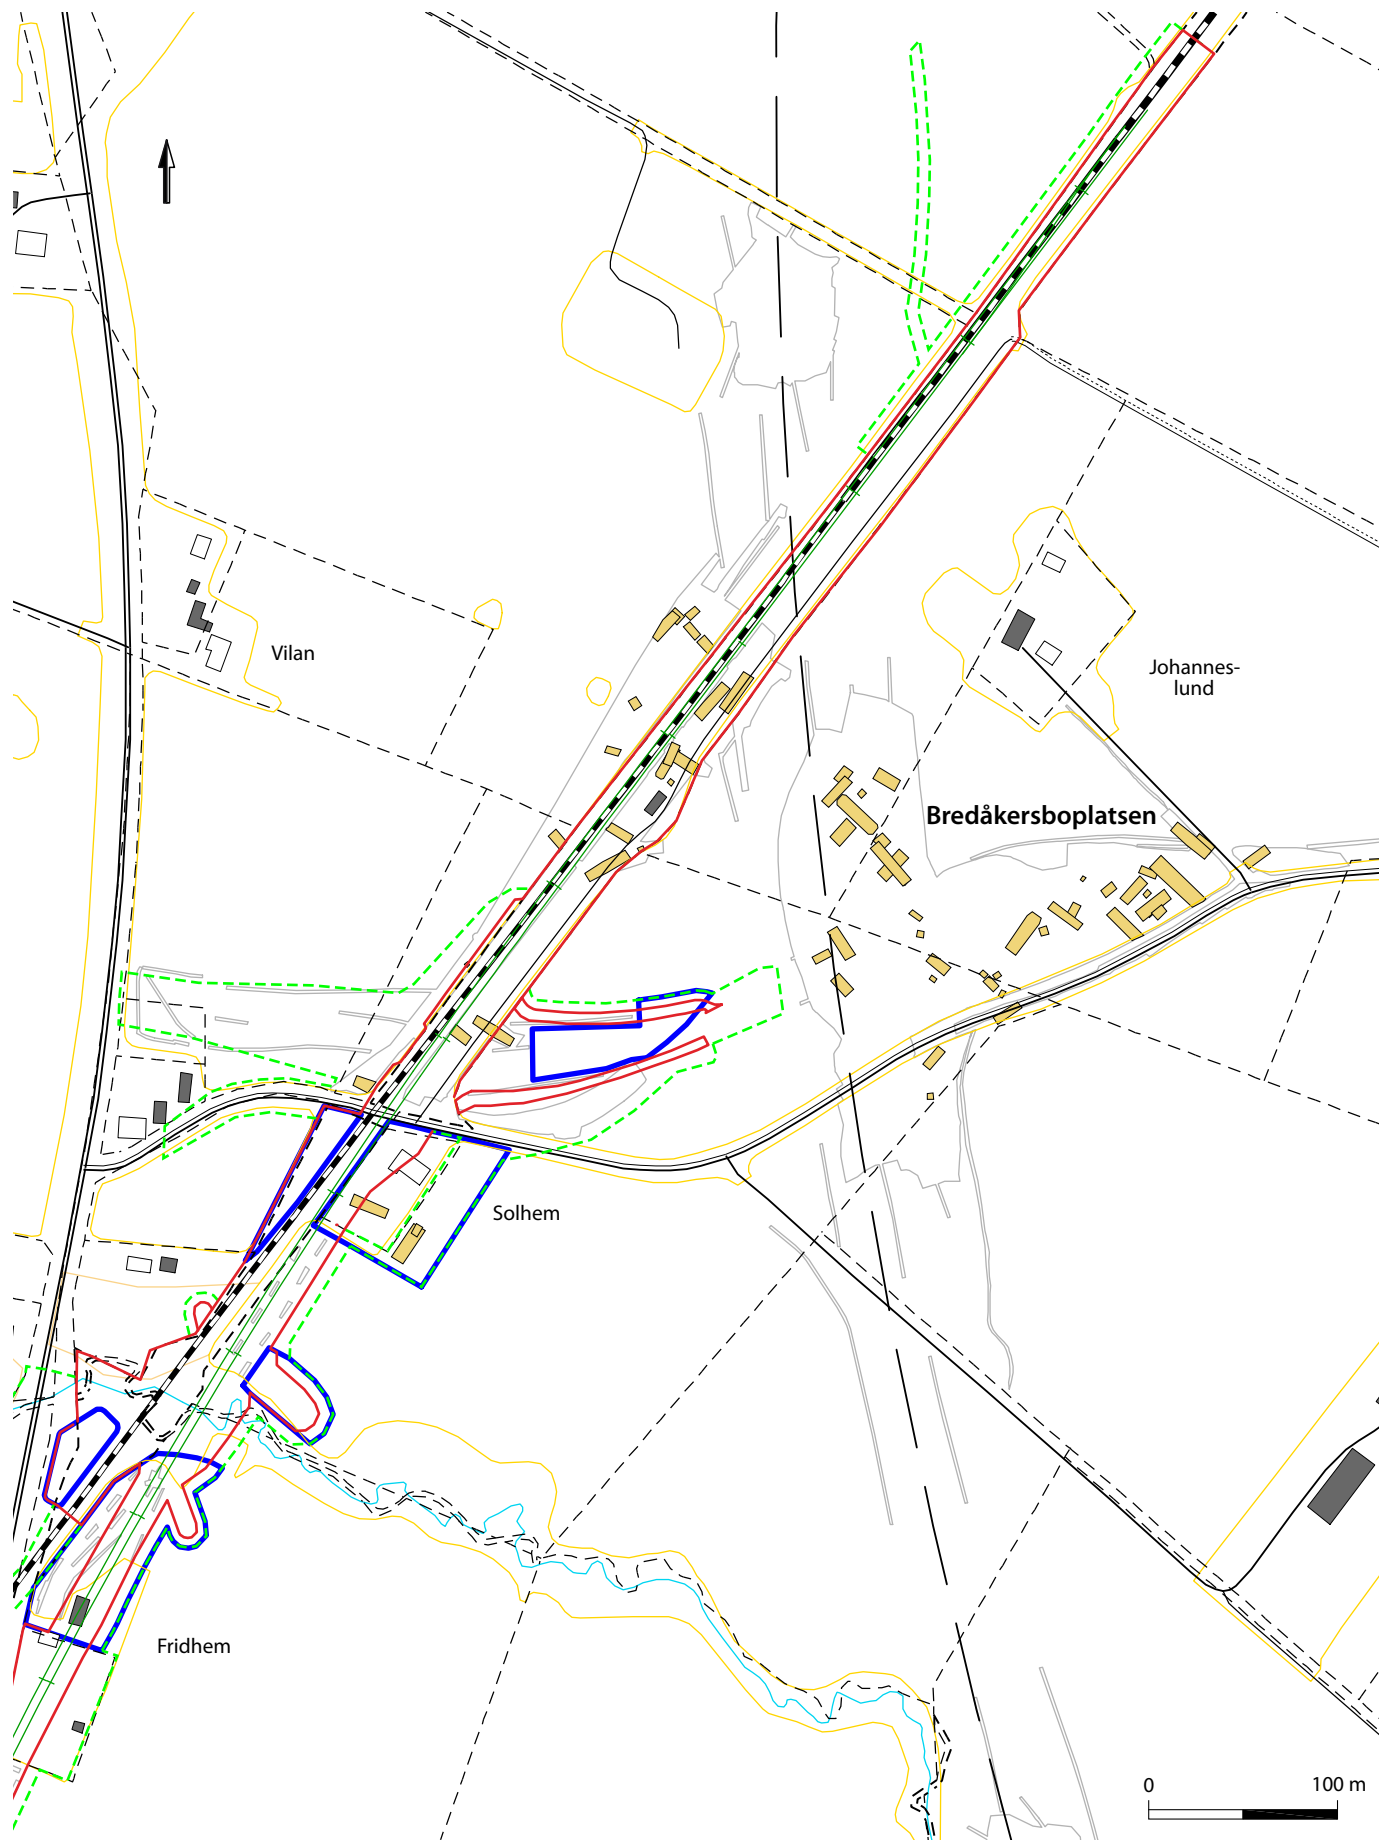 Vilan
Johannes-
lund
Bredåkersboplatsen
Solhem
Fridhem
0 100 m